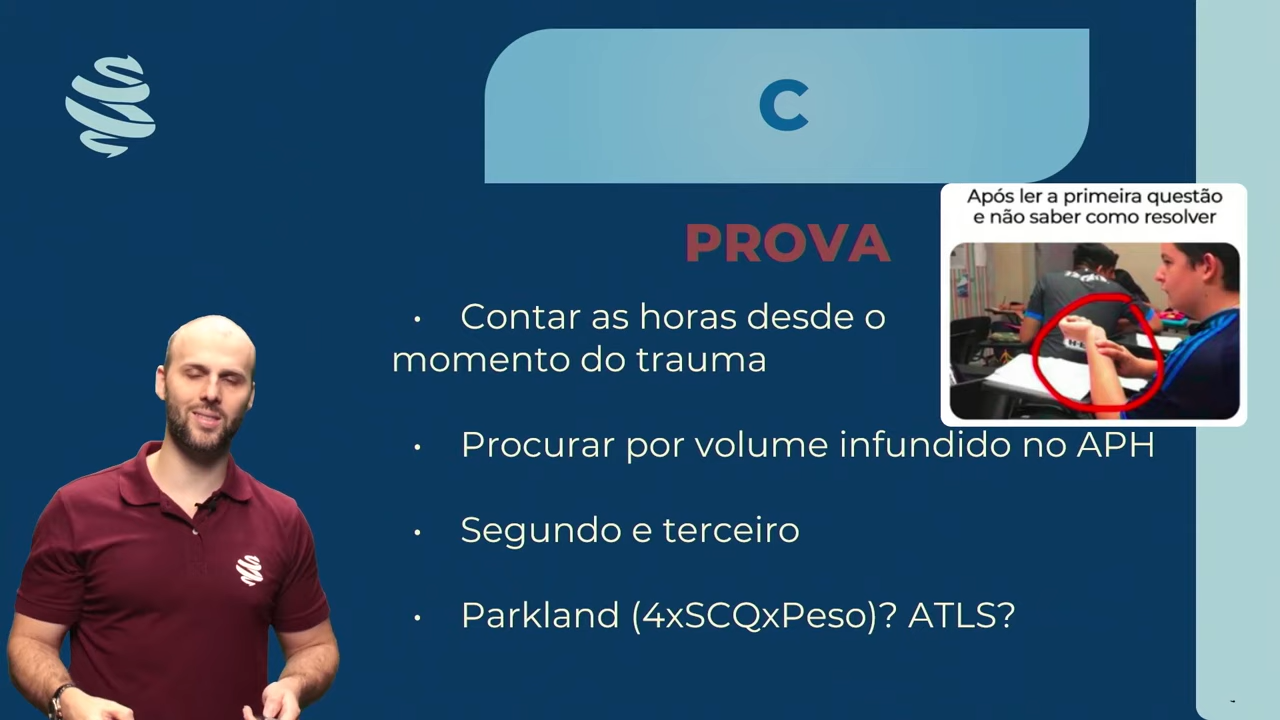 C
PROVA
Após ler a primeira questão
e não saber como resolver
• Contar as horas desde o
momento do trauma
• Procurar por volume infundido no APH
• Segundo e terceiro
• Parkland (4xSCQxPeso)? ATLS?